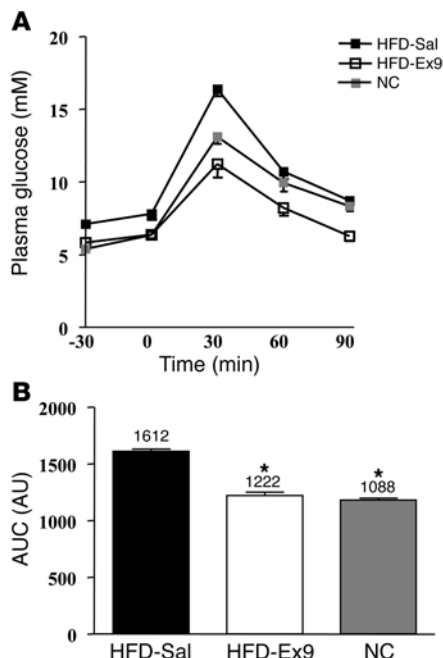 A
HFD-Sal
HFD-Ex9
NC
Plasma glucose (mM)
20
15
10
5
0
-30 0 30 60 90
Time (min)
B
AUC (AU)
2000
1500
1000
500
0
1612
* *
1222 1088
HFD-Sal HFD-Ex9 NC